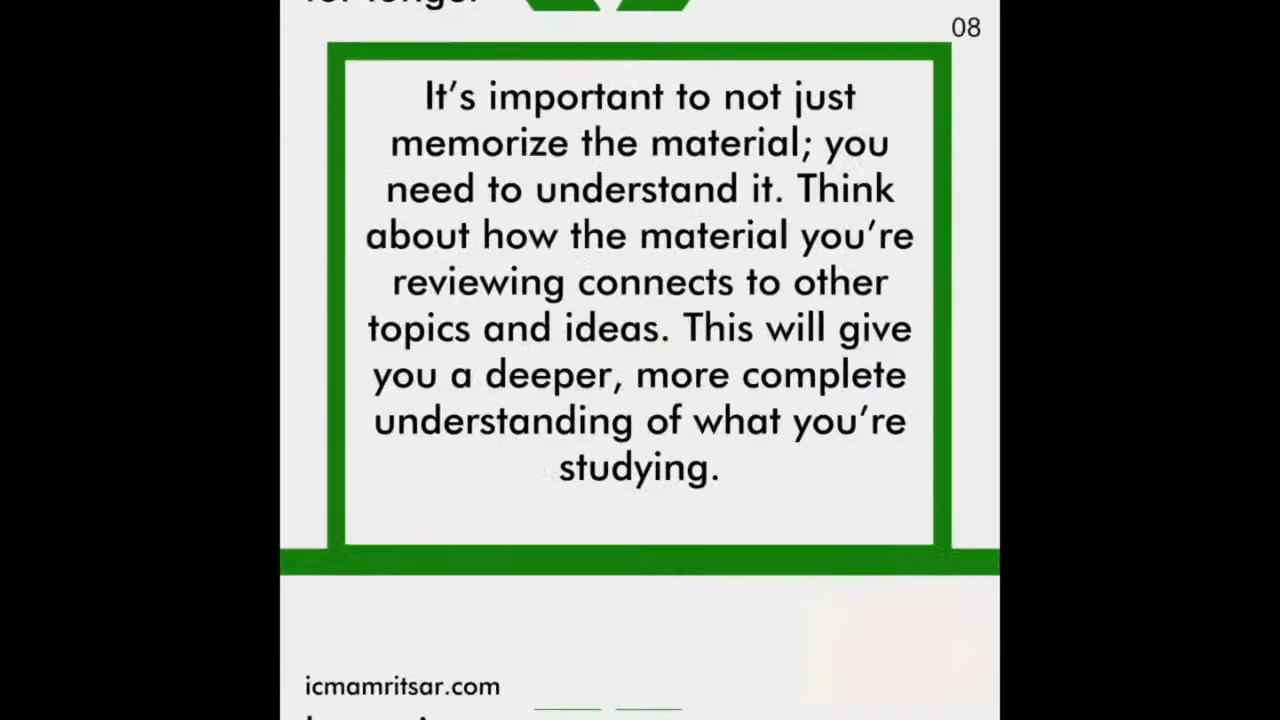 for longer
08
It’s important to not just
memorize the material; you
need to understand it. Think
about how the material you’re
reviewing connects to other
topics and ideas. This will give
you a deeper, more complete
understanding of what you’re
studying.
icmamritsar.com